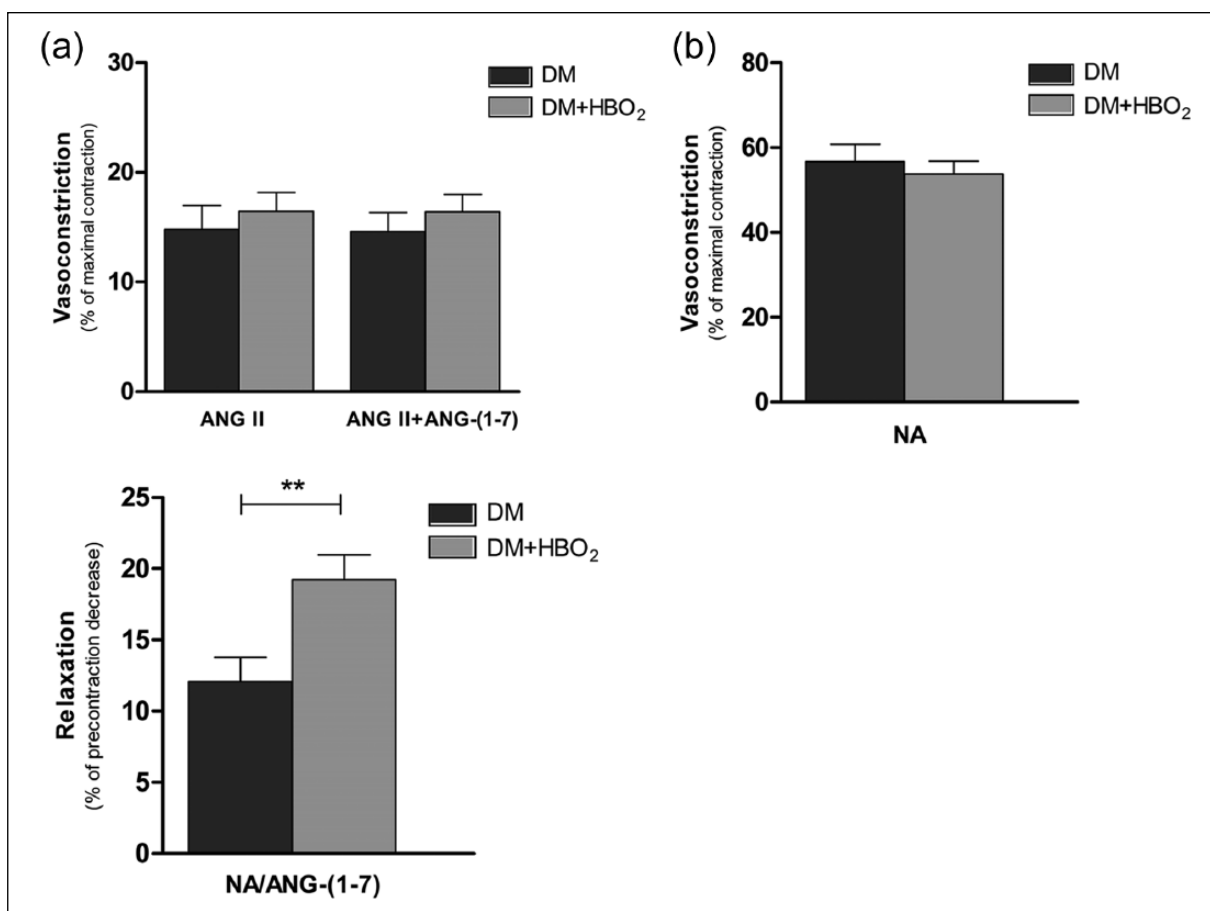 (a)
30
20
10
0
Vasoconstriction
(% of maximal contraction)
DM
DM+HBO₂
ANG II
ANG II+ANG-(1-7)
(b)
80
60
40
20
0
Vasoconstriction
(% of maximal contraction)
DM
DM+HBO₂
NA
25
20
15
10
5
0
Relaxation
(% of precontraction decrease)
**
DM
DM+HBO₂
NA/ANG-(1-7)